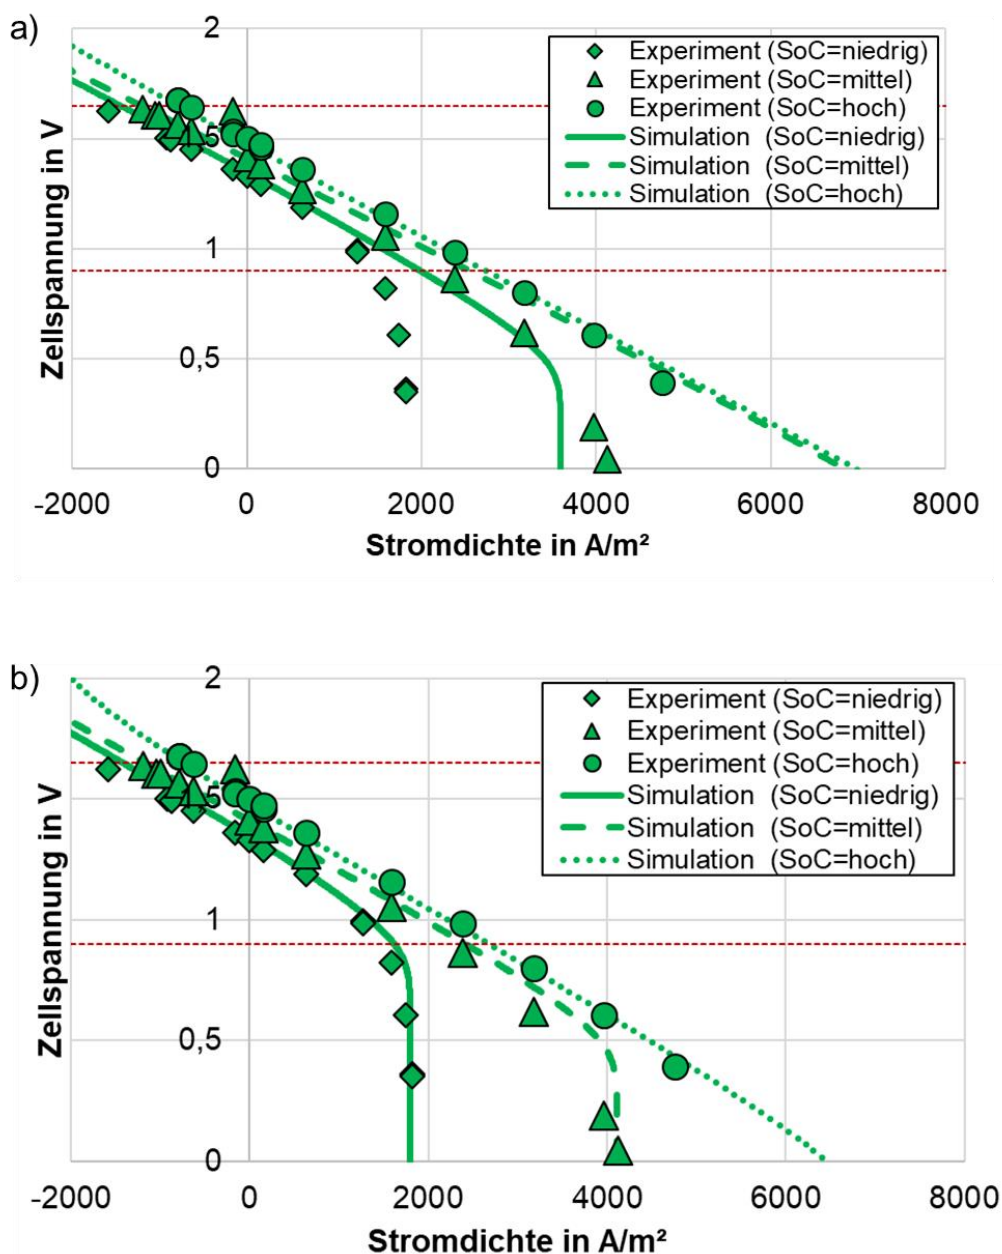 a)
Zellspannung in V
2
5
1
0,5
0
Experiment (SoC=niedrig)
Experiment (SoC=mittel)
Experiment (SoC=hoch)
Simulation (SoC=niedrig)
Simulation (SoC=mittel)
Simulation (SoC=hoch)
-2000 0 2000 4000 6000 8000
Stromdichte in A/m²
b)
Zellspannung in V
2
5
1
0,5
0
Experiment (SoC=niedrig)
Experiment (SoC=mittel)
Experiment (SoC=hoch)
Simulation (SoC=niedrig)
Simulation (SoC=mittel)
Simulation (SoC=hoch)
-2000 0 2000 4000 6000 8000
Stromdichte in A/m²